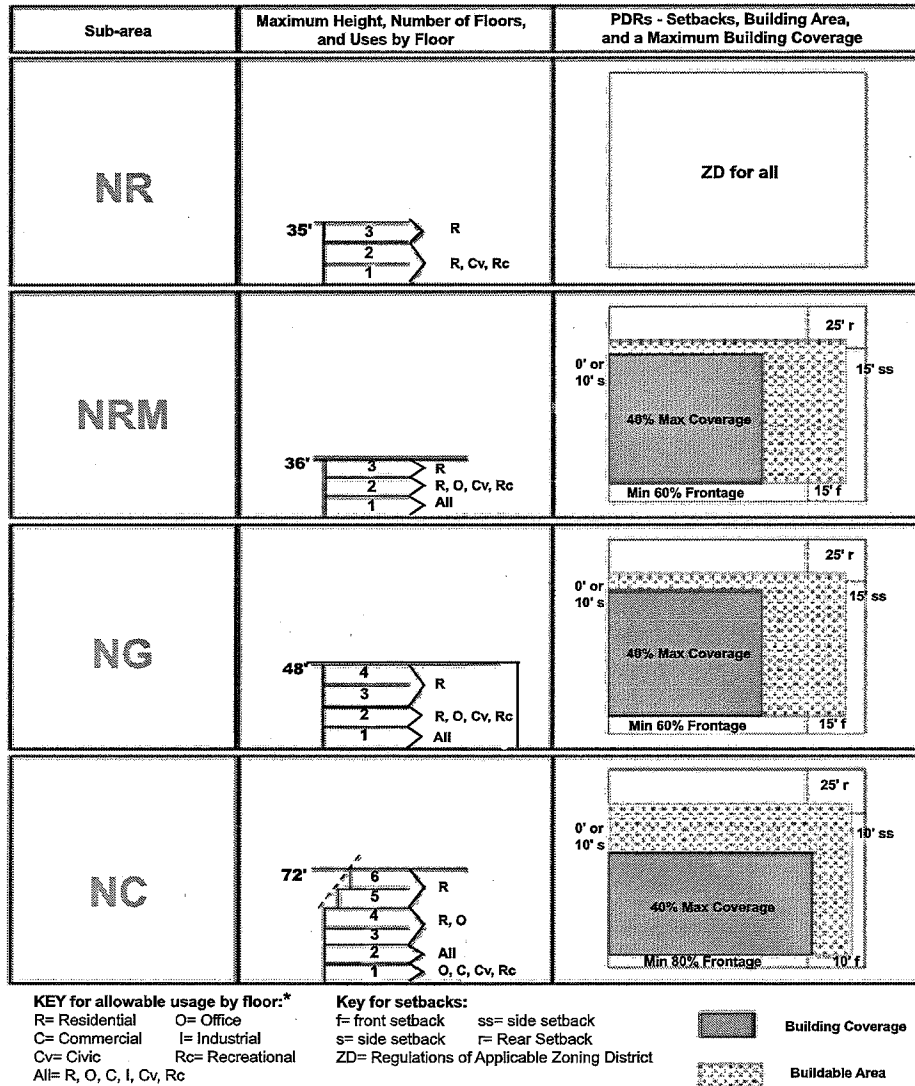 Sub-area
Maximum Height, Number of Floors,
and Uses by Floor
PDRs - Setbacks, Building Area,
and a Maximum Building Coverage
NR
35'
3
R
2
R, Cv, Rc
1
ZD for all
NRM
36'
3
R
2
R, O, Cv, Rc
1
All
25' r
0' or
10' s
15' ss
40% Max Coverage
Min 60% Frontage
15' f
NG
48'
4
R
3
2
R, O, Cv, Rc
1
All
25' r
0' or
10' s
15' ss
40% Max Coverage
Min 60% Frontage
15' f
NC
72'
6
R
5
4
R, O
3
2
All
1
O, C, Cv, Rc
25' r
0' or
10' s
10' ss
40% Max Coverage
Min 80% Frontage
10' f
KEY for allowable usage by floor:*
R= Residential O= Office
C= Commercial I= Industrial
Cv= Civic Rc= Recreational
All= R, O, C, I, Cv, Rc
Key for setbacks:
f= front setback ss= side setback
s= side setback r= Rear Setback
ZD= Regulations of Applicable Zoning District
Building Coverage
Buildable Area